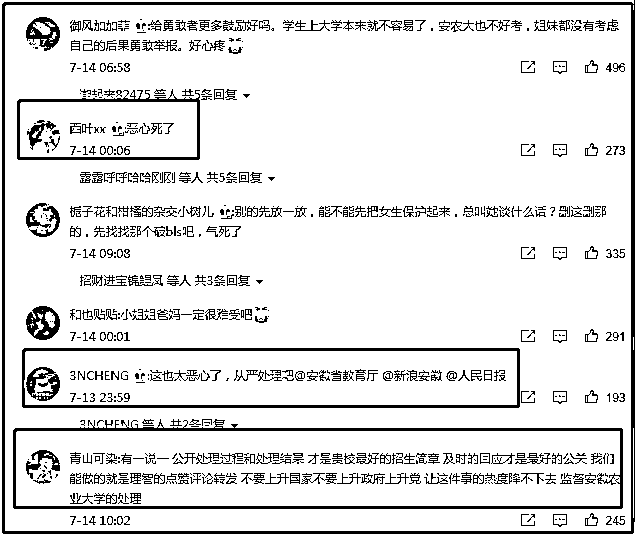 御风加加菲:给勇敢者更多鼓励好吗。学生上大学本来就不容易了，安农大也不好考，姐妹都没有考虑
自己的后果勇敢举报。好心疼
7-14 06:58
496
等人 共5条回复
西叶xx:恶心死了
7-14 00:06
273
露露呼呼哈哈刚刚 等人 共5条回复
栀子花和柑橘的杂交小树儿:别的先放一放，能不能先把女生保护起来，总叫她谈什么话？删这删那
的，先找找那个破bls吧，气死了
7-14 09:08
335
招财进宝锦鲤凤 等人 共3条回复
和也贴贴:小姐姐爸妈一定很难受吧
7-14 00:01
291
3NCHENG:这也太恶心了，从严处理吧@安徽省教育厅 @新浪安徽 @人民日报
7-13 23:59
193
3NCHENG 等人 共2条回复
青山可染:有一说一 公开处理过程和处理结果 才是贵校最好的招生简章 及时的回应才是最好的公关 我们
能做的就是理智的点赞评论转发 不要上升国家不要上升政府上升党 让这件事的热度降不下去 监督安徽农
业大学的处理
7-14 10:02
245